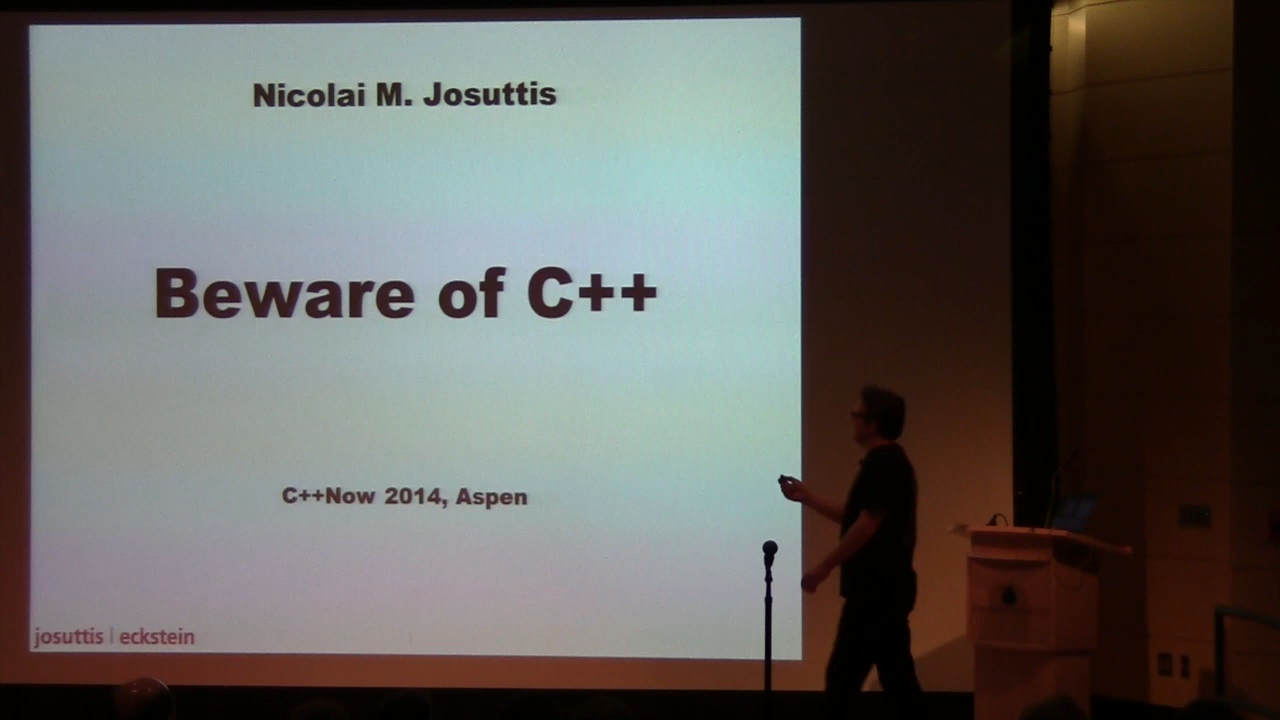 Nicolai M. Josuttis
Beware of C++
C++Now 2014, Aspen
josuttis | eckstein